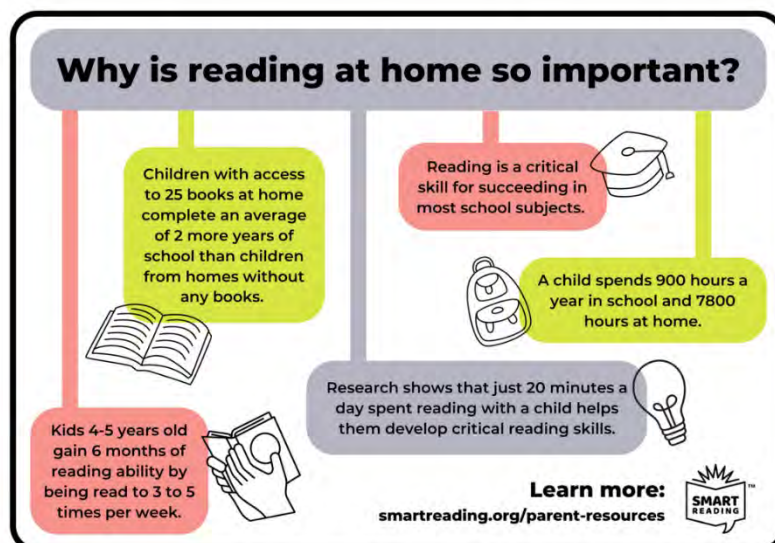 Why is reading at home so important?
Children with access
to 25 books at home
complete an average
of 2 more years of
school than children
from homes without
any books.
Reading is a critical
skill for succeeding in
most school subjects.
A child spends 900 hours a
year in school and 7800
hours at home.
Research shows that just 20 minutes a
day spent reading with a child helps
them develop critical reading skills.
Kids 4-5 years old
gain 6 months of
reading ability by
being read to 3 to 5
times per week.
Learn more:
smartreading.org/parent-resources
SMART
READING
TM